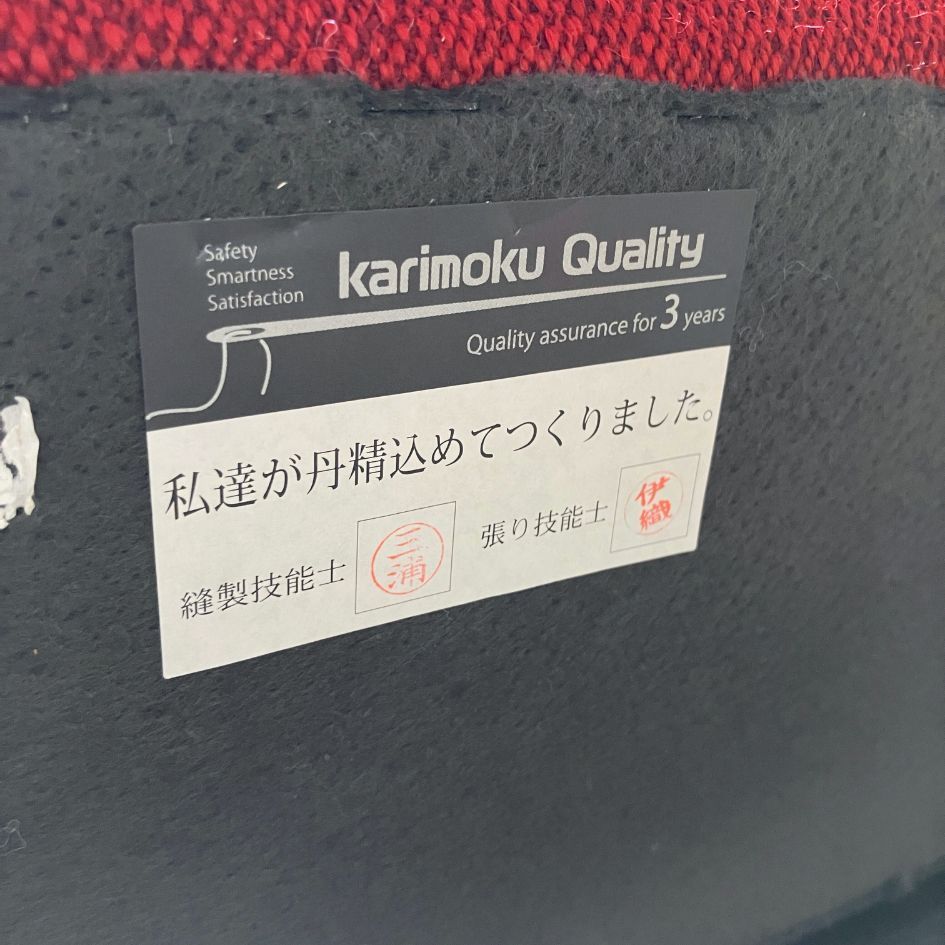 Safety
Smartness
Satisfaction
karimoku Quality
Quality assurance for 3 years
私達が丹精込めてつくりました。
縫製技能士
三浦
張り技能士
伊織